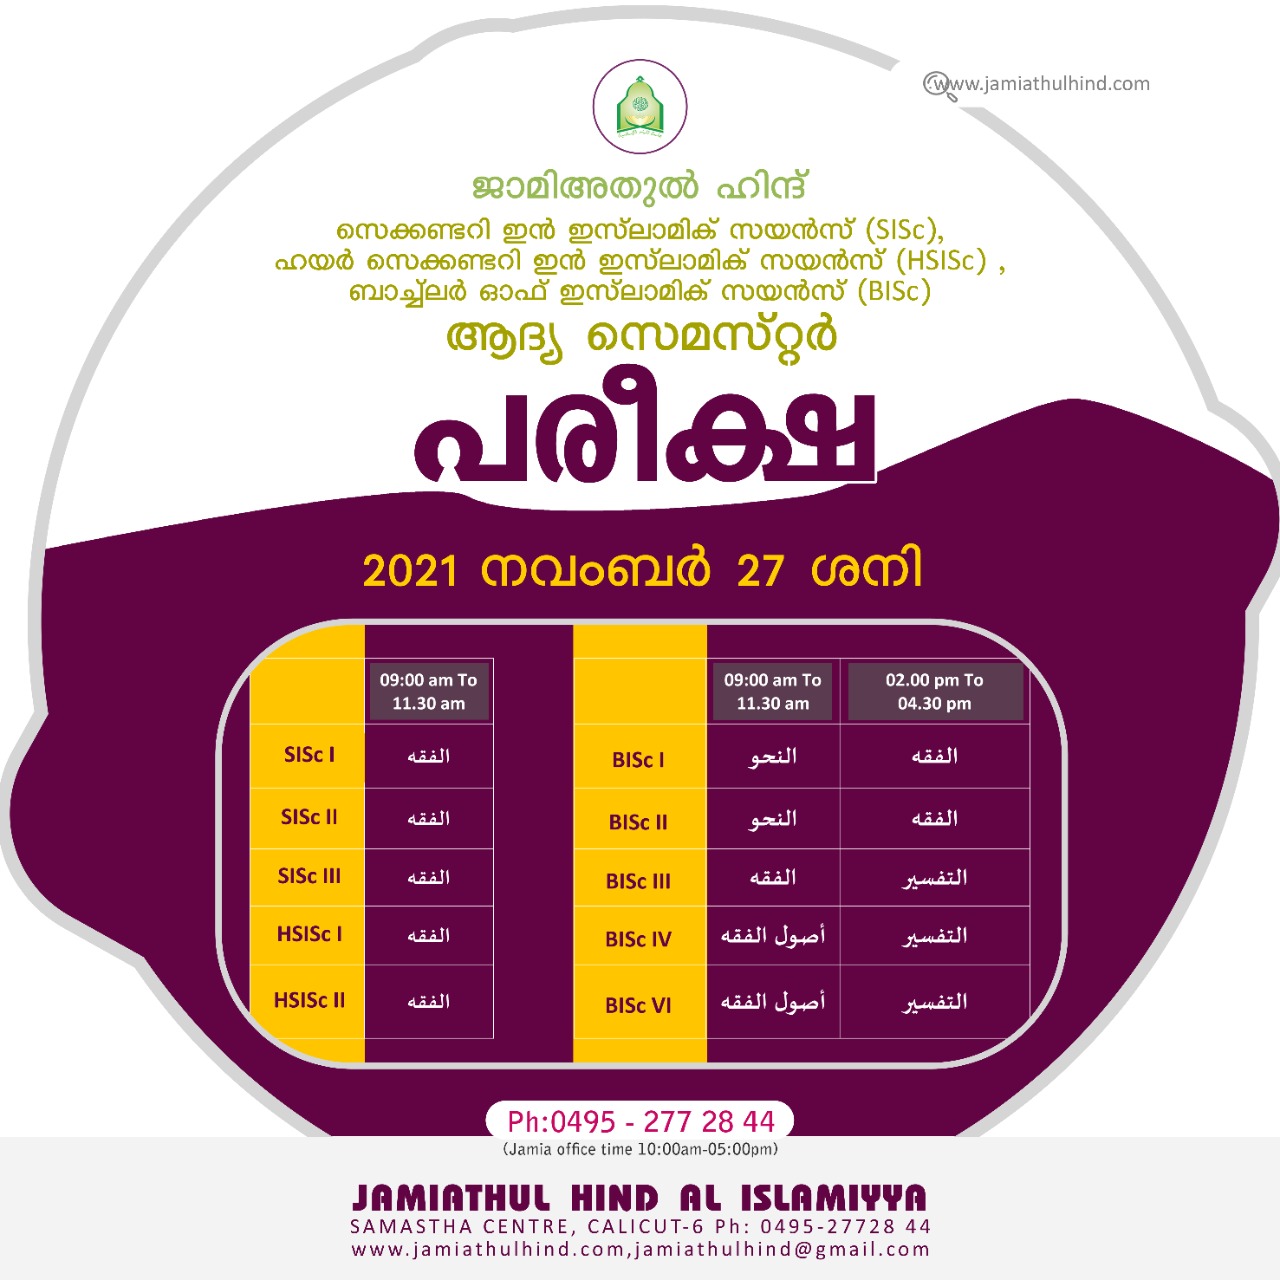 www.jamiathulhind.com
ജാമിഅതുൽ ഹിന്ദ്
സെക്കണ്ടറി ഇൻ ഇസ്‌ലാമിക് സയൻസ് (SISc),
ഹയർ സെക്കണ്ടറി ഇൻ ഇസ്‌ലാമിക് സയൻസ് (HSISc) ,
ബാച്ച്ലർ ഓഫ് ഇസ്‌ലാമിക് സയൻസ് (BISc)
ആദ്യ സെമസ്റ്റർ
പരീക്ഷ
2021 നവംബർ 27 ശനി
09:00 am To
11.30 am
SISc I الفقه
SISc II الفقه
SISc III الفقه
HSISc I الفقه
HSISc II الفقه
09:00 am To 02.00 pm To
11.30 am 04.30 pm
BISc I النحو الفقه
BISc II النحو الفقه
BISc III الفقه التفسير
BISc IV أصول الفقه التفسير
BISc VI أصول الفقه التفسير
Ph:0495 - 277 28 44
(Jamia office time 10:00am-05:00pm)
JAMIATHUL HIND AL ISLAMIYYA
SAMASTHA CENTRE, CALICUT-6 Ph: 0495-27728 44
www.jamiathulhind.com,jamiathulhind@gmail.com